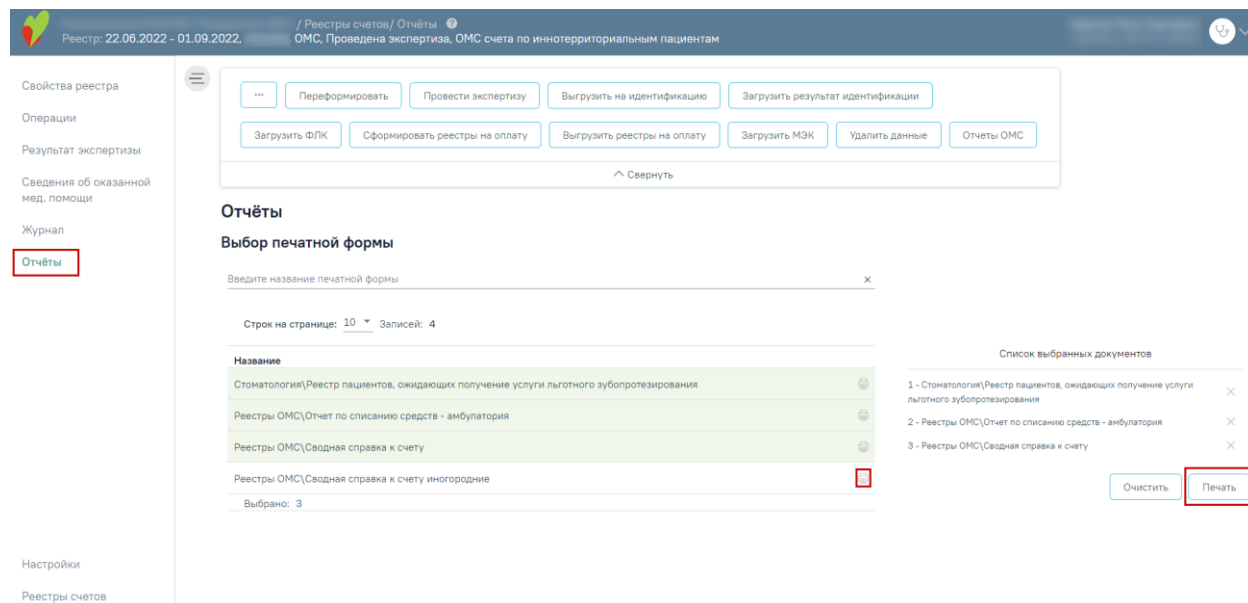 / Реестры счетов/ Отчёты ?
Реестр: 22.06.2022 - 01.09.2022, ОМС, Проведена экспертиза, ОМС счета по иннотерриториальным пациентам
Свойства реестра
Операции
Результат экспертизы
Сведения об оказанной
мед. помощи
Журнал
Отчёты
Настройки
Реестры счетов
... Переформировать Провести экспертизу Выгрузить на идентификацию Загрузить результат идентификации
Загрузить ФЛК Сформировать реестры на оплату Выгрузить реестры на оплату Загрузить МЭК Удалить данные Отчеты ОМС
Свернуть
Отчёты
Выбор печатной формы
Введите название печатной формы
Строк на странице: 10 Записей: 4
Название
Стоматология\Реестр пациентов, ожидающих получение услуги льготного зубопротезирования
Реестры ОМС\Отчет по списанию средств - амбулатория
Реестры ОМС\Сводная справка к счету
Реестры ОМС\Сводная справка к счету иногородние
Выбрано: 3
Список выбранных документов
1 - Стоматология\Реестр пациентов, ожидающих получение услуги
льготного зубопротезирования
2 - Реестры ОМС\Отчет по списанию средств - амбулатория
3 - Реестры ОМС\Сводная справка к счету
Очистить Печать